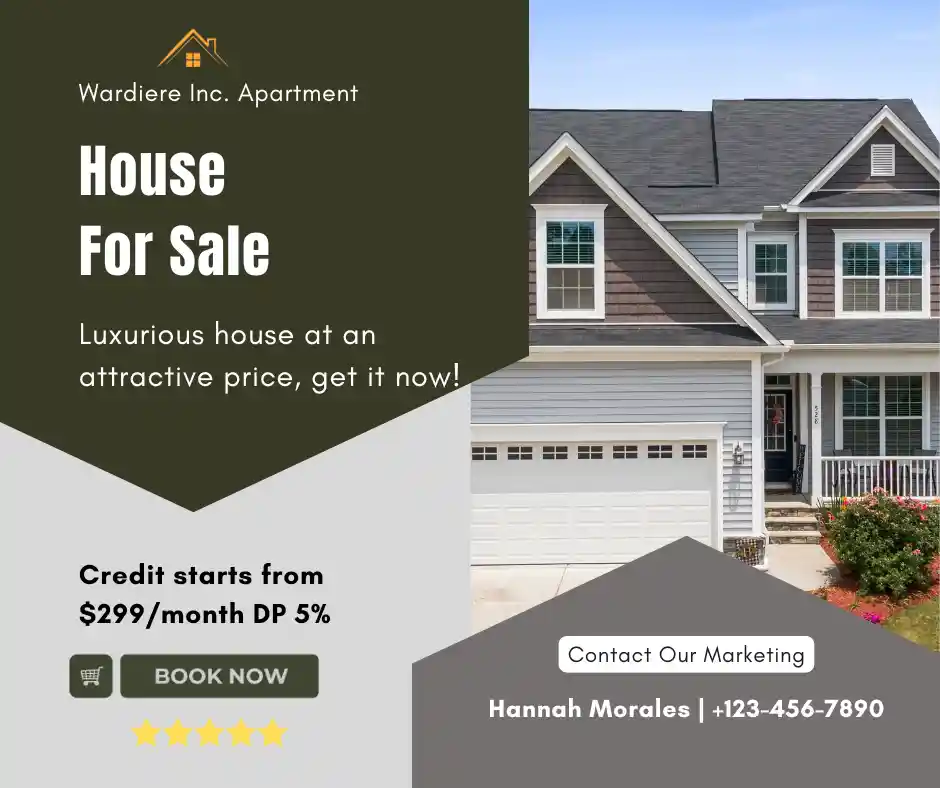 Wardiere Inc. Apartment
House
For Sale
Luxurious house at an
attractive price, get it now!
528
Credit starts from
$299/month DP 5%
BOOK NOW
Contact Our Marketing
Hannah Morales | +123-456-7890